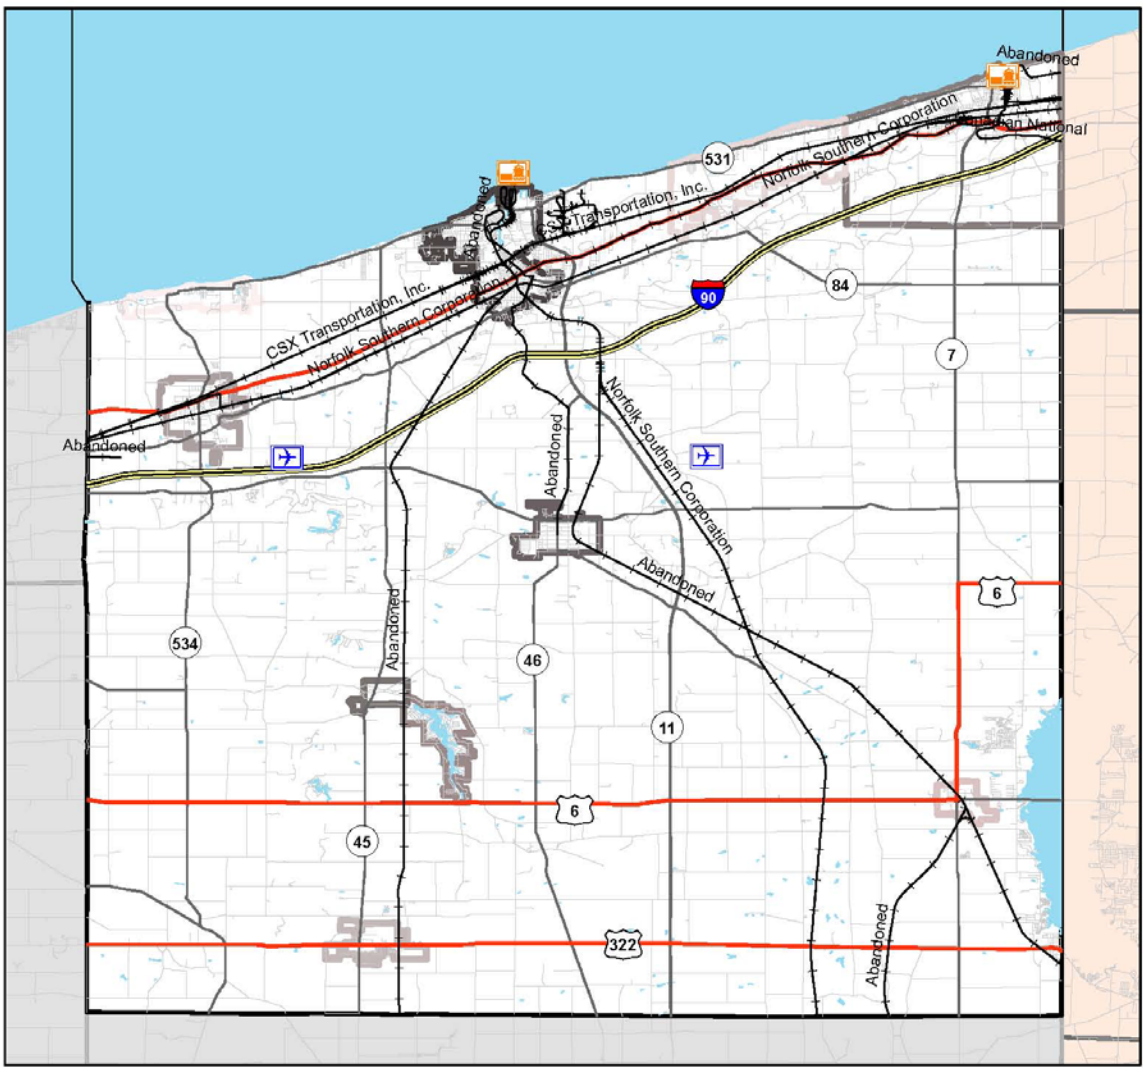 Abandoned
Norfolk Southern Corporation
Canadian National
531
Abandoned
Transportation, Inc.
CSX Transportation, Inc.
Norfolk Southern Corporation
84
90
7
Norfolk Southern Corporation
Abandoned
Abandoned
Abandoned
6
Abandoned
534
46
11
6
45
Abandoned
322